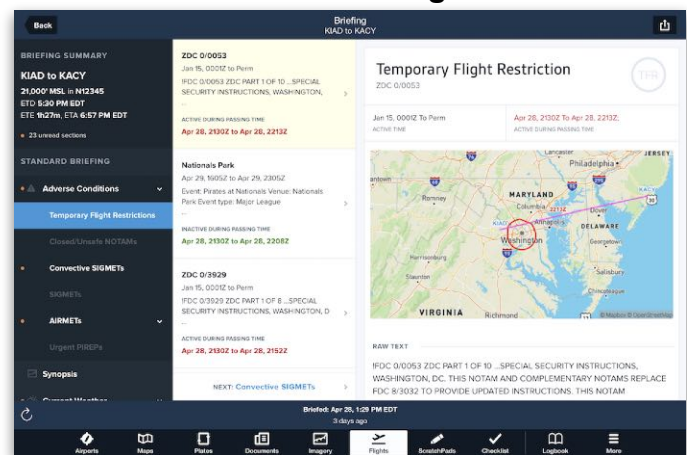 Back
Briefing
KIAD to KACY
BRIEFING SUMMARY
KIAD to KACY
21,000' MSL in N12345
ETD 5:30 PM EDT
ETE 1h27m, ETA 6:57 PM EDT
23 unread sections
STANDARD BRIEFING
Adverse Conditions
Temporary Flight Restrictions
Closed/Unsafe NOTAMs
Convective SIGMETs
SIGMETs
AIRMETs
Urgent PIREPs
Synopsis
Current Weather
ZDC 0/0053
Jan 15, 0001Z to Perm
!FDC 0/0053 ZDC PART 1 OF 10 ...SPECIAL
SECURITY INSTRUCTIONS, WASHINGTON,
...
ACTIVE DURING PASSING TIME
Apr 28, 2130Z to Apr 28, 2213Z
Nationals Park
Apr 29, 1605Z to Apr 29, 2305Z
Event: Pirates at Nationals Venue: Nationals
Park Event type: Major League
...
INACTIVE DURING PASSING TIME
Apr 28, 2130Z to Apr 28, 2208Z
ZDC 0/3929
Jan 15, 0001Z to Perm
!FDC 0/3929 ZDC PART 1 OF 8 ...SPECIAL
SECURITY INSTRUCTIONS, WASHINGTON, D
...
ACTIVE DURING PASSING TIME
Apr 28, 2130Z to Apr 28, 2152Z
NEXT: Convective SIGMETs
Temporary Flight Restriction
ZDC 0/0053
TFR
Jan 15, 0001Z To Perm
ACTIVE TIME
Apr 28, 2130Z To Apr 28, 2213Z,
ACTIVE DURING PASSING TIME
Lancaster
JERSEY
Philadelphia
antown
MARYLAND
KACY
Romney
Columbia
2213Z
Dover
KIAD
Annapolis
DELAWARE
Washington
Georgetown
Harrisonburg
Salisbury
Staunton
Chincoteague
VIRGINIA
Richmond
© Mapbox © OpenStreetMap
RAW TEXT
!FDC 0/0053 ZDC PART 1 OF 10 ...SPECIAL SECURITY INSTRUCTIONS,
WASHINGTON, DC. THIS NOTAM AND COMPLEMENTARY NOTAMS REPLACE
FDC 8/3032 TO PROVIDE UPDATED INSTRUCTIONS. THIS NOTAM
Briefed: Apr 28, 1:29 PM EDT
3 days ago
Airports
Maps
Plates
Documents
Imagery
Flights
ScratchPads
Checklist
Logbook
More